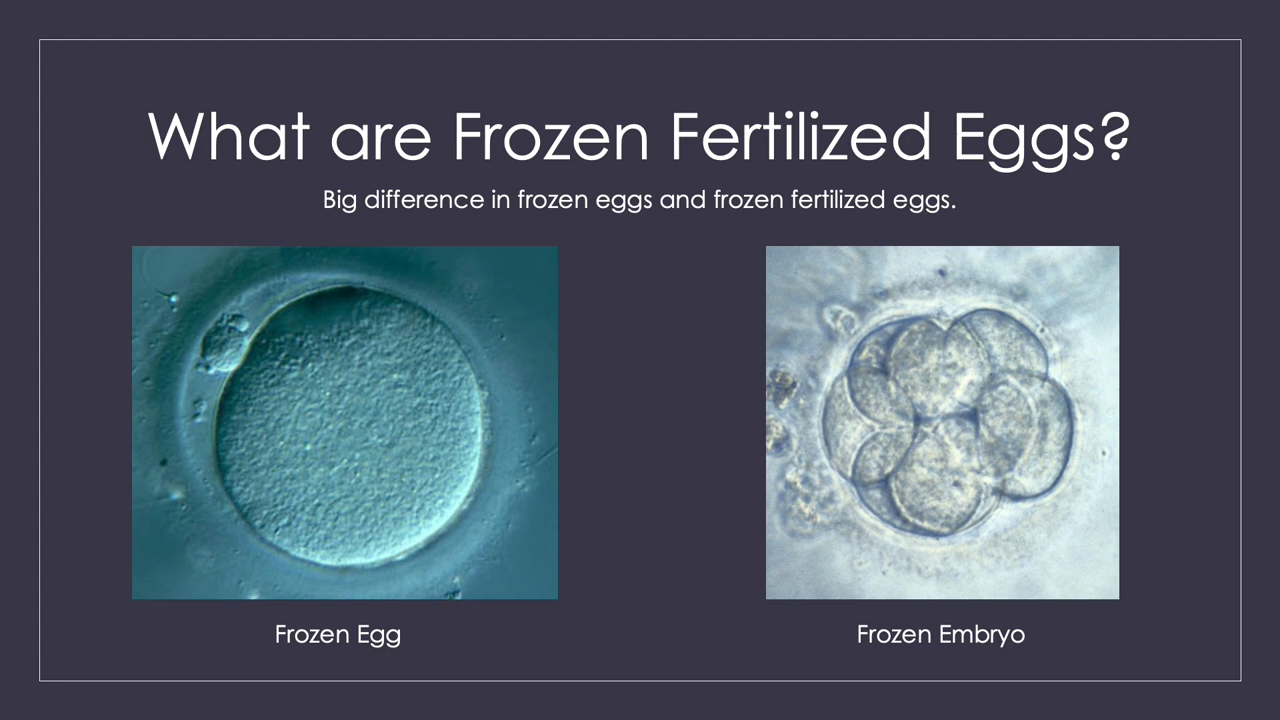 What are Frozen Fertilized Eggs?
Big difference in frozen eggs and frozen fertilized eggs.
Frozen Egg
Frozen Embryo